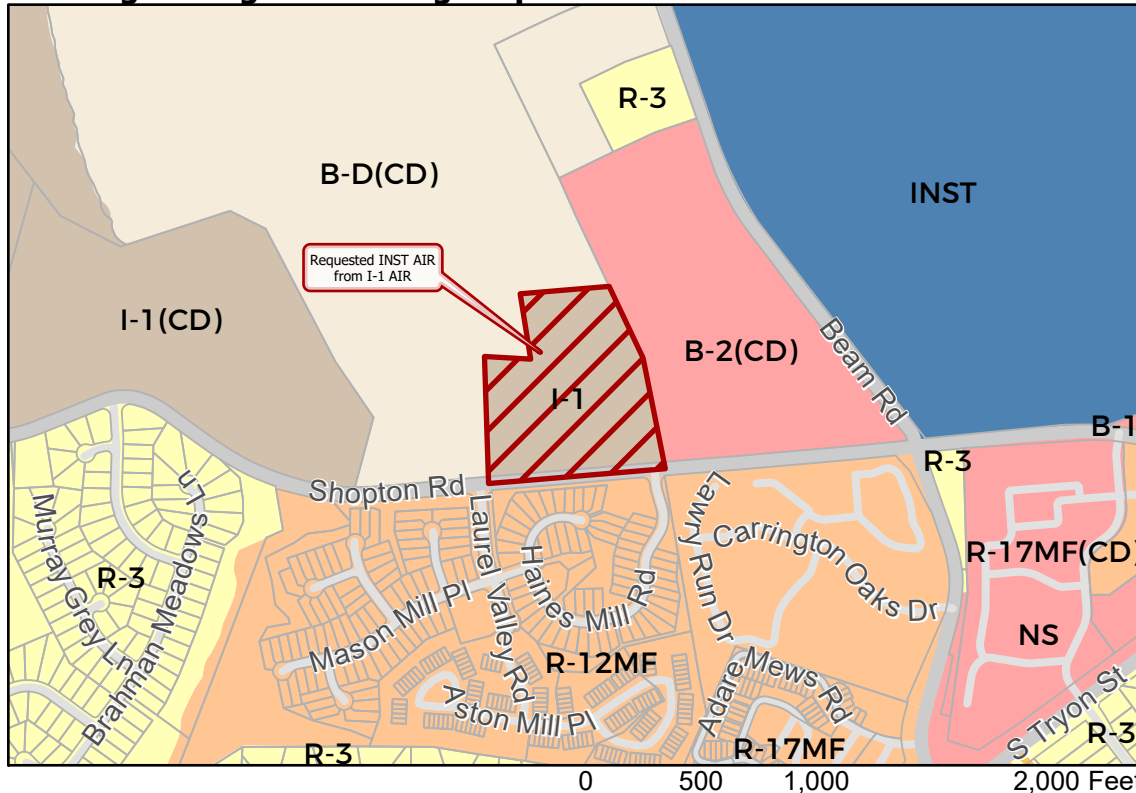 R-3
B-D(CD)
INST
Requested INST AIR
from I-1 AIR
I-1(CD)
B-2(CD)
Beam Rd
I-1
B-1
R-3
Shopton Rd
Laurel Valley Rd
Lawry Run Dr
Carrington Oaks Dr
R-17MF(CD)
Murray Grey Ln
R-3
Brahman Meadows Ln
Mason Mill Pl
Haines Mill Rd
NS
R-12MF
Adare Mews Rd
Aston Mill Pl
S Tryon St
R-3
R-17MF
R-3
0 500 1,000 2,000 Feet